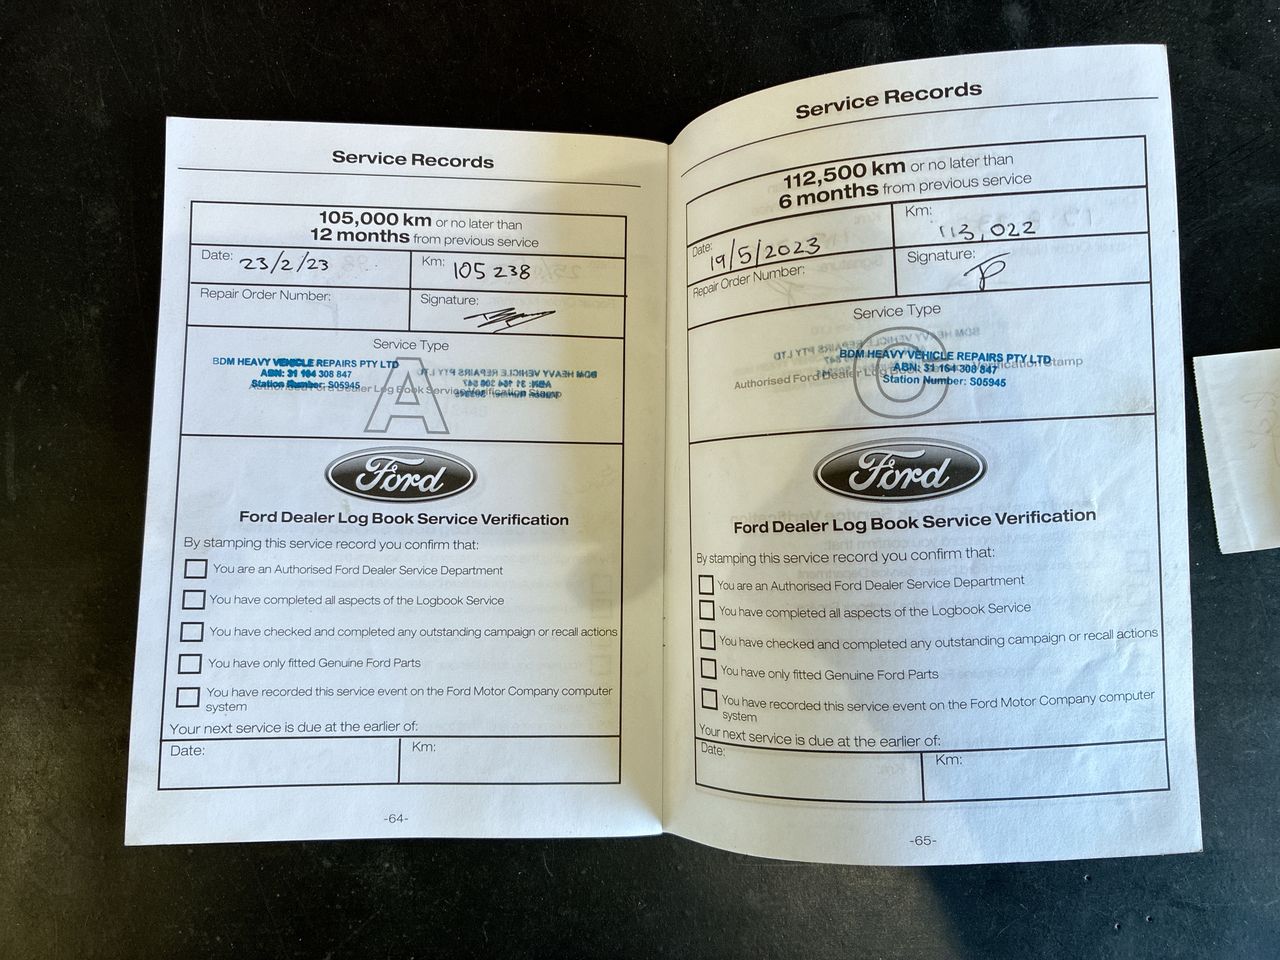 Service Records
105,000 km or no later than
12 months from previous service
Date: 23/2/23
Km: 105 238
Repair Order Number:
Signature:
Service Type
BDM HEAVY VEHICLE REPAIRS PTY LTD
ABN: 31 164 308 847
Station Number: S05945
Authorised Ford Dealer Log Book Service Verification Stamp
A
Ford
Ford Dealer Log Book Service Verification
By stamping this service record you confirm that:
You are an Authorised Ford Dealer Service Department
You have completed all aspects of the Logbook Service
You have checked and completed any outstanding campaign or recall actions
You have only fitted Genuine Ford Parts
You have recorded this service event on the Ford Motor Company computer
system
Your next service is due at the earlier of:
Date:
Km:
-64-
Service Records
112,500 km or no later than
6 months from previous service
Date: 19/5/2023
Km:
113,022
Repair Order Number:
Signature:
Service Type
BDM HEAVY VEHICLE REPAIRS PTY LTD
ABN: 31 164 308 847
Station Number: S05945
Authorised Ford Dealer Log Verification Stamp
O
Ford
Ford Dealer Log Book Service Verification
By stamping this service record you confirm that:
You are an Authorised Ford Dealer Service Department
You have completed all aspects of the Logbook Service
You have checked and completed any outstanding campaign or recall actions
You have only fitted Genuine Ford Parts
You have recorded this service event on the Ford Motor Company computer
system
Your next service is due at the earlier of:
Date:
Km:
-65-